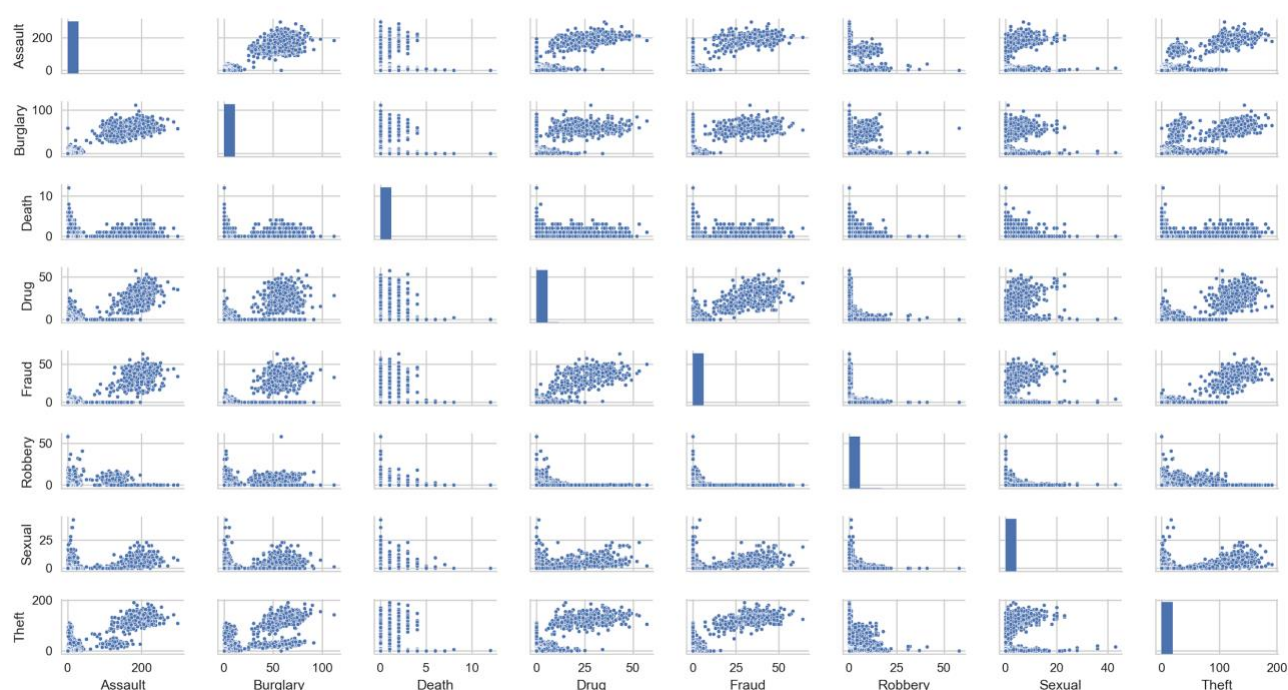 Assault
200
0
Burglary
100
0
Death
10
0
Drug
50
0
Fraud
50
0
Robbery
50
0
Sexual
25
0
Theft
200
0
0 200
0 50 100
0 5 10
0 25 50
0 25 50
0 25 50
0 20 40
0 100 200
Assault Burglary Death Drug Fraud Robbery Sexual Theft